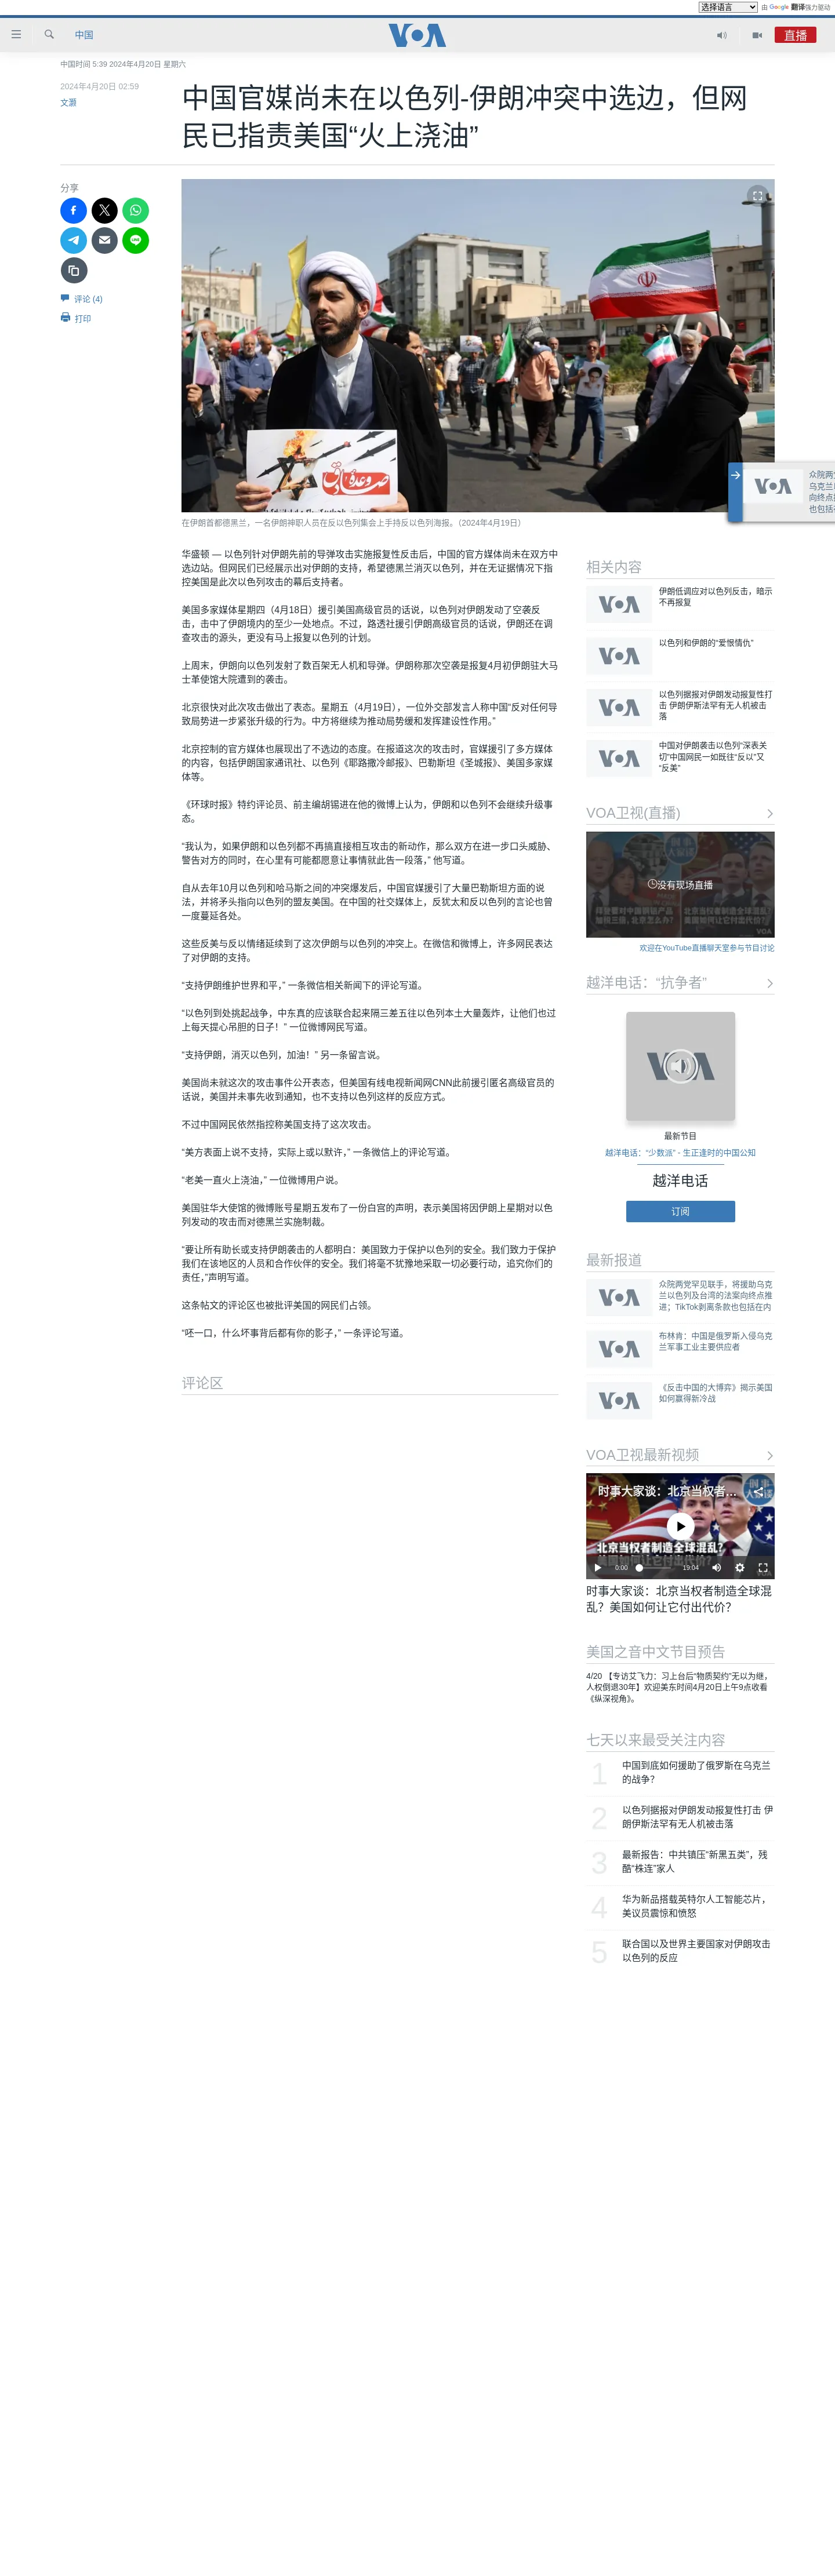 选择语言
由 Google 翻译强力驱动
中国
VOA
直播
中国时间 5:39 2024年4月20日 星期六
2024年4月20日 02:59
文灏
中国官媒尚未在以色列-伊朗冲突中选边，但网
民已指责美国“火上浇油”
分享
评论 (4)
打印
在伊朗首都德黑兰，一名伊朗神职人员在反以色列集会上手持反以色列海报。（2024年4月19日）
华盛顿 — 以色列针对伊朗先前的导弹攻击实施报复性反击后，中国的官方媒体尚未在双方中
选边站。但网民们已经展示出对伊朗的支持，希望德黑兰消灭以色列，并在无证据情况下指
控美国是此次以色列攻击的幕后支持者。
美国多家媒体星期四（4月18日）援引美国高级官员的话说，以色列对伊朗发动了空袭反
击，击中了伊朗境内的至少一处地点。不过，路透社援引伊朗高级官员的话说，伊朗还在调
查攻击的源头，更没有马上报复以色列的计划。
上周末，伊朗向以色列发射了数百架无人机和导弹。伊朗称那次空袭是报复4月初伊朗驻大马
士革使馆大院遭到的袭击。
北京很快对此次攻击做出了表态。星期五（4月19日），一位外交部发言人称中国“反对任何导
致局势进一步紧张升级的行为。中方将继续为推动局势缓和发挥建设性作用。”
北京控制的官方媒体也展现出了不选边的态度。在报道这次的攻击时，官媒援引了多方媒体
的内容，包括伊朗国家通讯社、以色列《耶路撒冷邮报》、巴勒斯坦《圣城报》、美国多家媒
体等。
《环球时报》特约评论员、前主编胡锡进在他的微博上认为，伊朗和以色列不会继续升级事
态。
“我认为，如果伊朗和以色列都不再搞直接相互攻击的新动作，那么双方在进一步口头威胁、
警告对方的同时，在心里有可能都愿意让事情就此告一段落，” 他写道。
自从去年10月以色列和哈马斯之间的冲突爆发后，中国官媒援引了大量巴勒斯坦方面的说
法，并将矛头指向以色列的盟友美国。在中国的社交媒体上，反犹太和反以色列的言论也曾
一度蔓延各处。
这些反美与反以情绪延续到了这次伊朗与以色列的冲突上。在微信和微博上，许多网民表达
了对伊朗的支持。
“支持伊朗维护世界和平，” 一条微信相关新闻下的评论写道。
“以色列到处挑起战争，中东真的应该联合起来隔三差五往以色列本土大量轰炸，让他们也过
上每天提心吊胆的日子！” 一位微博网民写道。
“支持伊朗，消灭以色列，加油！” 另一条留言说。
美国尚未就这次的攻击事件公开表态，但美国有线电视新闻网CNN此前援引匿名高级官员的
话说，美国并未事先收到通知，也不支持以色列这样的反应方式。
不过中国网民依然指控称美国支持了这次攻击。
“美方表面上说不支持，实际上或以默许，” 一条微信上的评论写道。
“老美一直火上浇油，” 一位微博用户说。
美国驻华大使馆的微博账号星期五发布了一份白宫的声明，表示美国将因伊朗上星期对以色
列发动的攻击而对德黑兰实施制裁。
“要让所有助长或支持伊朗袭击的人都明白：美国致力于保护以色列的安全。我们致力于保护
我们在该地区的人员和合作伙伴的安全。我们将毫不犹豫地采取一切必要行动，追究你们的
责任，”声明写道。
这条帖文的评论区也被批评美国的网民们占领。
“呸一口，什么坏事背后都有你的影子，” 一条评论写道。
评论区
VOA
众院两党
乌克兰以
向终点推
也包括在
相关内容
VOA
伊朗低调应对以色列反击，暗示
不再报复
VOA
以色列和伊朗的“爱恨情仇”
VOA
以色列据报对伊朗发动报复性打
击 伊朗伊斯法罕有无人机被击
落
VOA
中国对伊朗袭击以色列“深表关
切”中国网民一如既往“反以”又
“反美”
VOA卫视(直播)
没有现场直播
欢迎在YouTube直播聊天室参与节目讨论
越洋电话：“抗争者”
VOA
最新节目
越洋电话：“少数派” - 生正逢时的中国公知
越洋电话
订阅
最新报道
VOA
众院两党罕见联手，将援助乌克
兰以色列及台湾的法案向终点推
进；TikTok剥离条款也包括在内
VOA
布林肯：中国是俄罗斯入侵乌克
兰军事工业主要供应者
VOA
《反击中国的大博弈》揭示美国
如何赢得新冷战
VOA卫视最新视频
时事大家谈：北京当权者…
北京当权者制造全球混乱？
0:00
19:04
时事大家谈：北京当权者制造全球混
乱？美国如何让它付出代价？
美国之音中文节目预告
4/20 【专访艾飞力：习上台后“物质契约”无以为继，
人权倒退30年】欢迎美东时间4月20日上午9点收看
《纵深视角》。
七天以来最受关注内容
1
中国到底如何援助了俄罗斯在乌克兰
的战争？
2
以色列据报对伊朗发动报复性打击 伊
朗伊斯法罕有无人机被击落
3
最新报告：中共镇压“新黑五类”，残
酷“株连”家人
4
华为新品搭载英特尔人工智能芯片，
美议员震惊和愤怒
5
联合国以及世界主要国家对伊朗攻击
以色列的反应